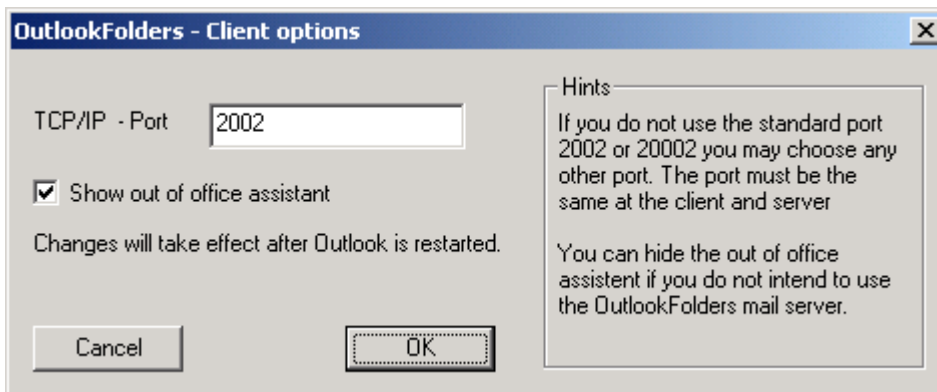 OutlookFolders - Client options
TCP/IP - Port
2002
Show out of office assistant
Changes will take effect after Outlook is restarted.
Cancel
OK
Hints
If you do not use the standard port
2002 or 20002 you may choose any
other port. The port must be the
same at the client and server
You can hide the out of office
assistent if you do not intend to use
the OutlookFolders mail server.